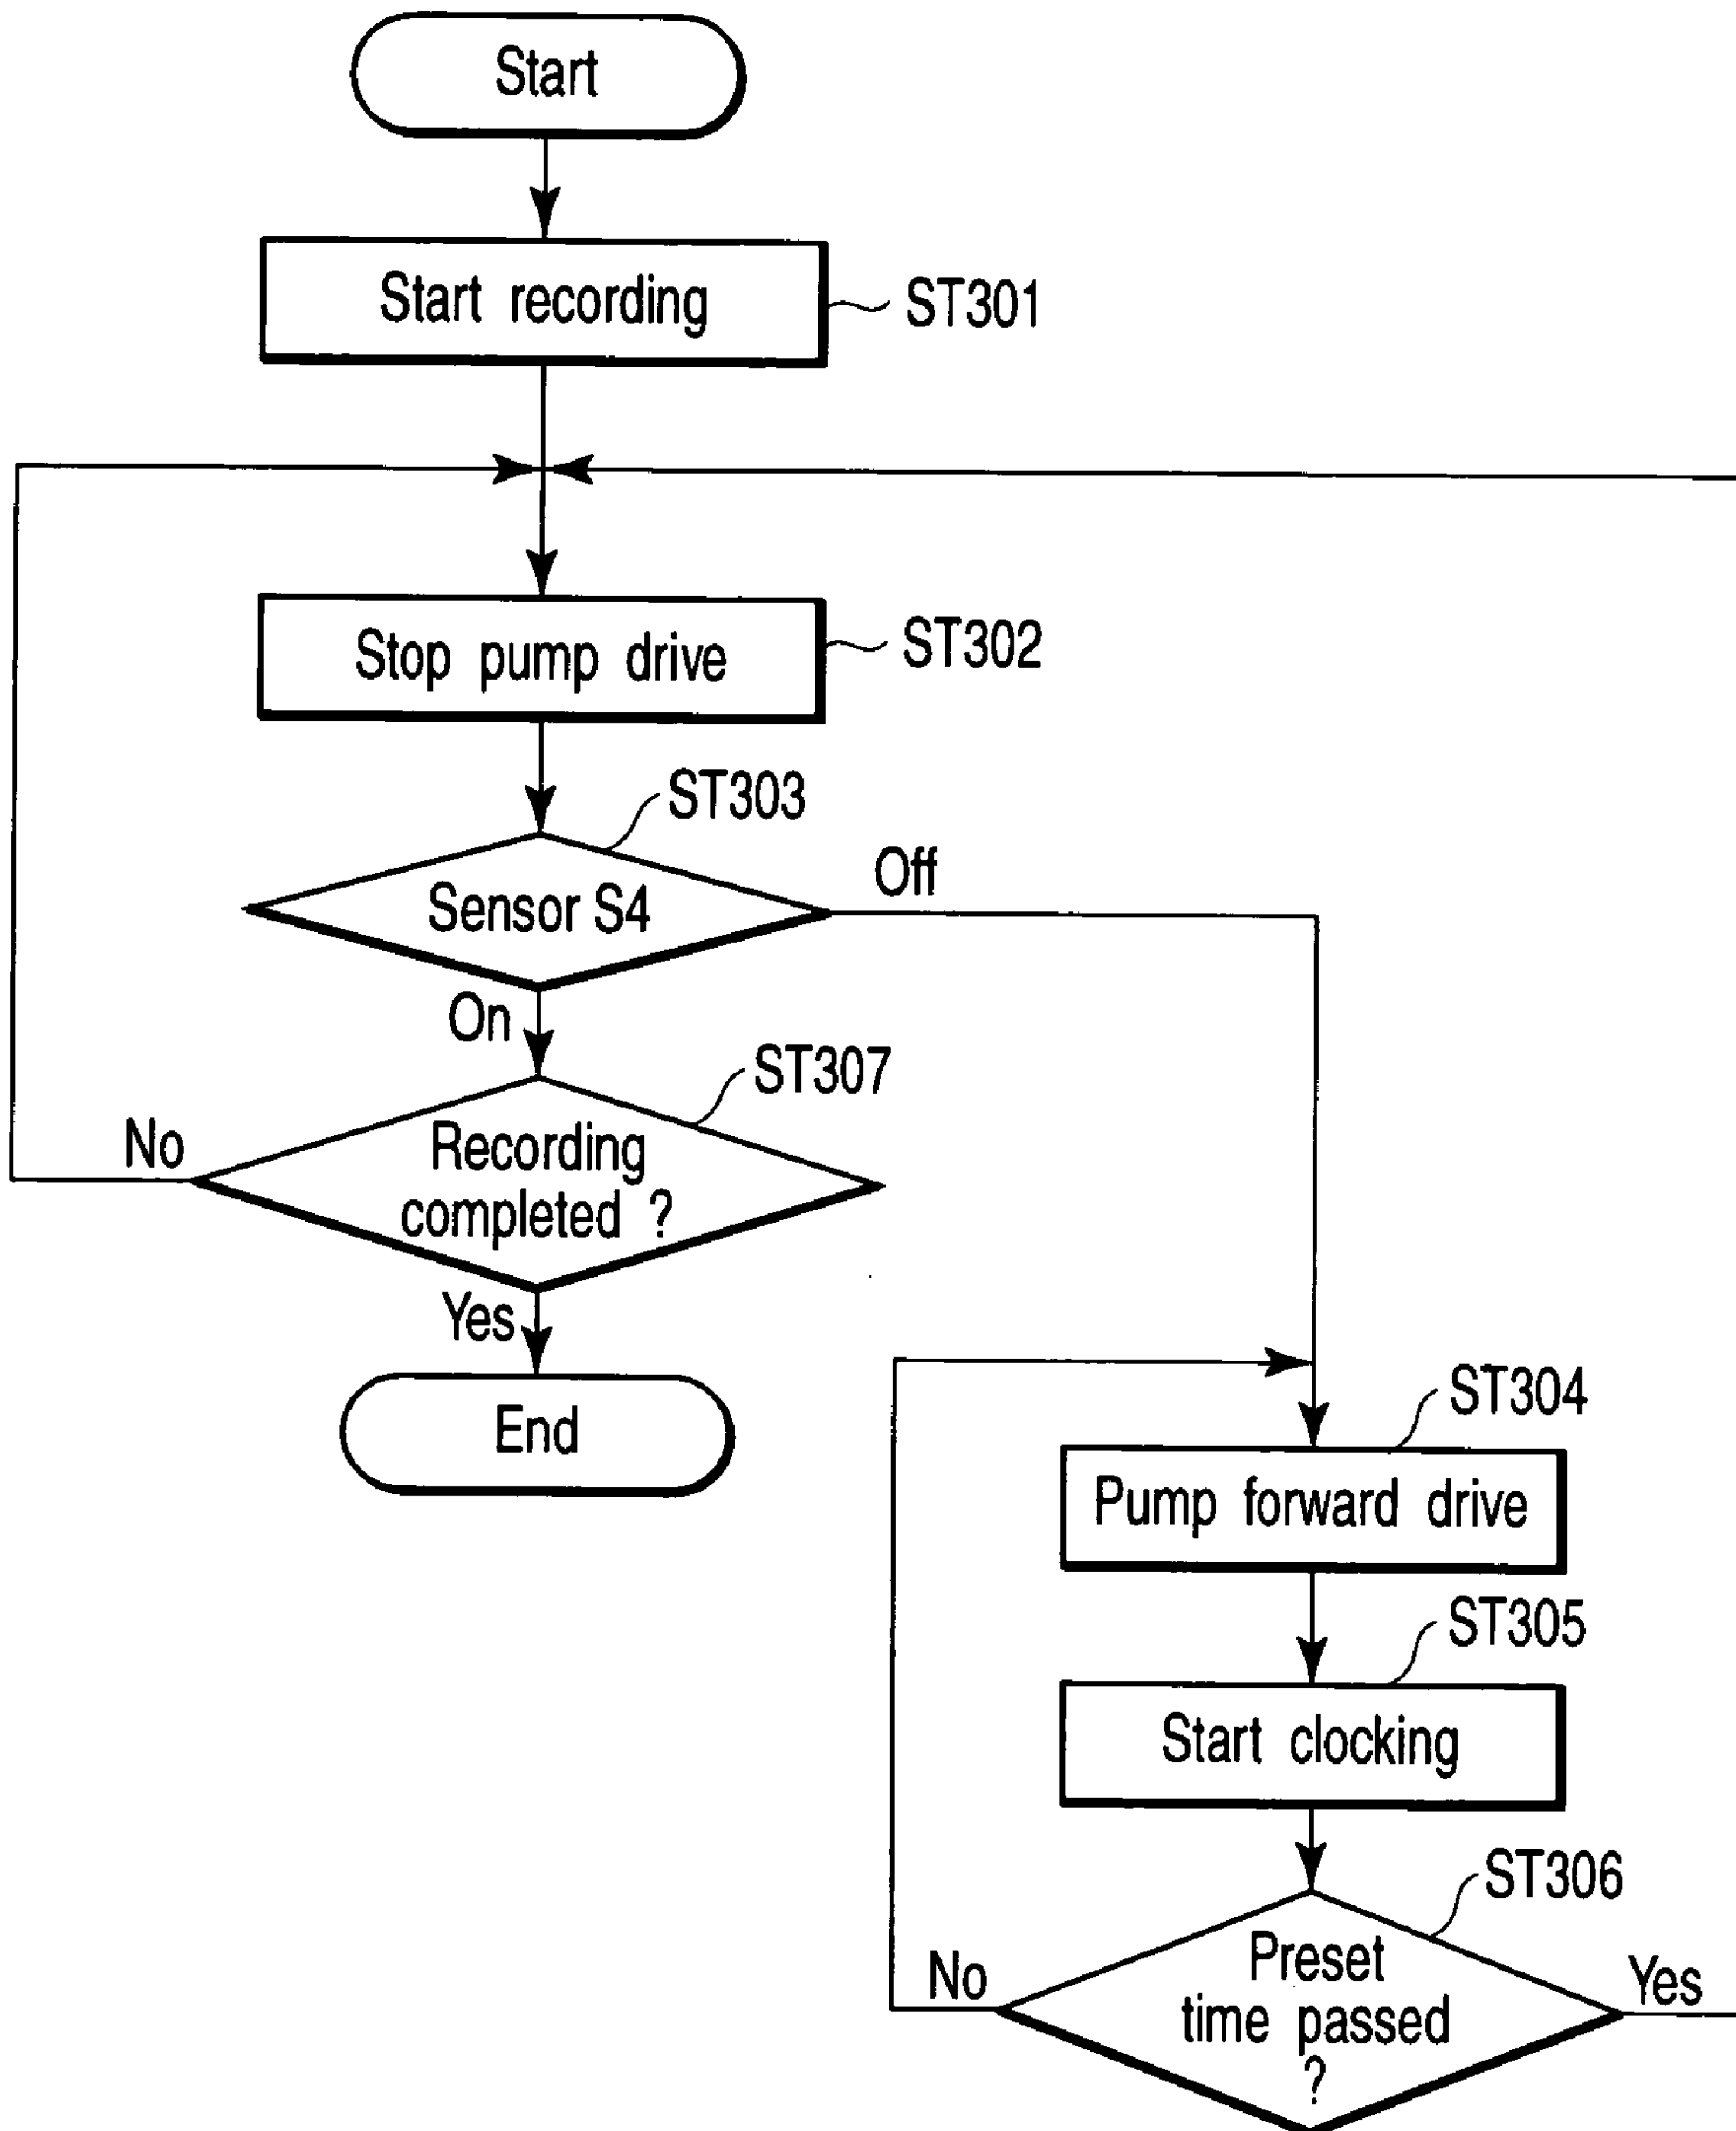 Start
Start recording
ST301
Stop pump drive
ST302
ST303
Sensor S4
Off
On
ST307
No
Recording
completed ?
Yes
End
ST304
Pump forward drive
ST305
Start clocking
ST306
No
Preset
time passed
?
Yes